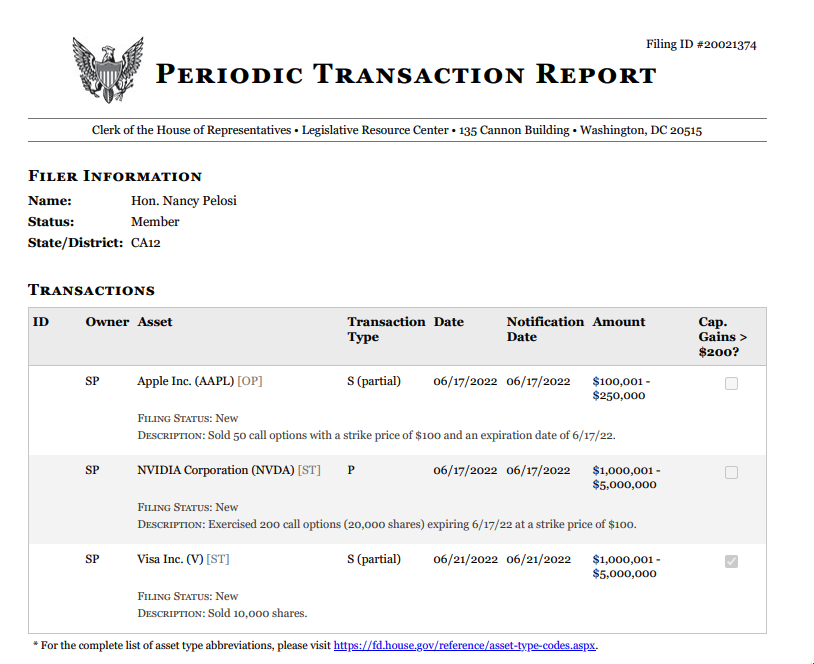 Filing ID #20021374
PERIODIC TRANSACTION REPORT
Clerk of the House of Representatives • Legislative Resource Center • 135 Cannon Building • Washington, DC 20515
FILER INFORMATION
Name: Hon. Nancy Pelosi
Status: Member
State/District: CA12
TRANSACTIONS
ID Owner Asset Transaction Type Date Notification Date Amount Cap. Gains > $200?
SP Apple Inc. (AAPL) [OP] S (partial) 06/17/2022 06/17/2022 $100,001 - $250,000
FILING STATUS: New
DESCRIPTION: Sold 50 call options with a strike price of $100 and an expiration date of 6/17/22.
SP NVIDIA Corporation (NVDA) [ST] P 06/17/2022 06/17/2022 $1,000,001 - $5,000,000
FILING STATUS: New
DESCRIPTION: Exercised 200 call options (20,000 shares) expiring 6/17/22 at a strike price of $100.
SP Visa Inc. (V) [ST] S (partial) 06/21/2022 06/21/2022 $1,000,001 - $5,000,000
FILING STATUS: New
DESCRIPTION: Sold 10,000 shares.
* For the complete list of asset type abbreviations, please visit https://fd.house.gov/reference/asset-type-codes.aspx.